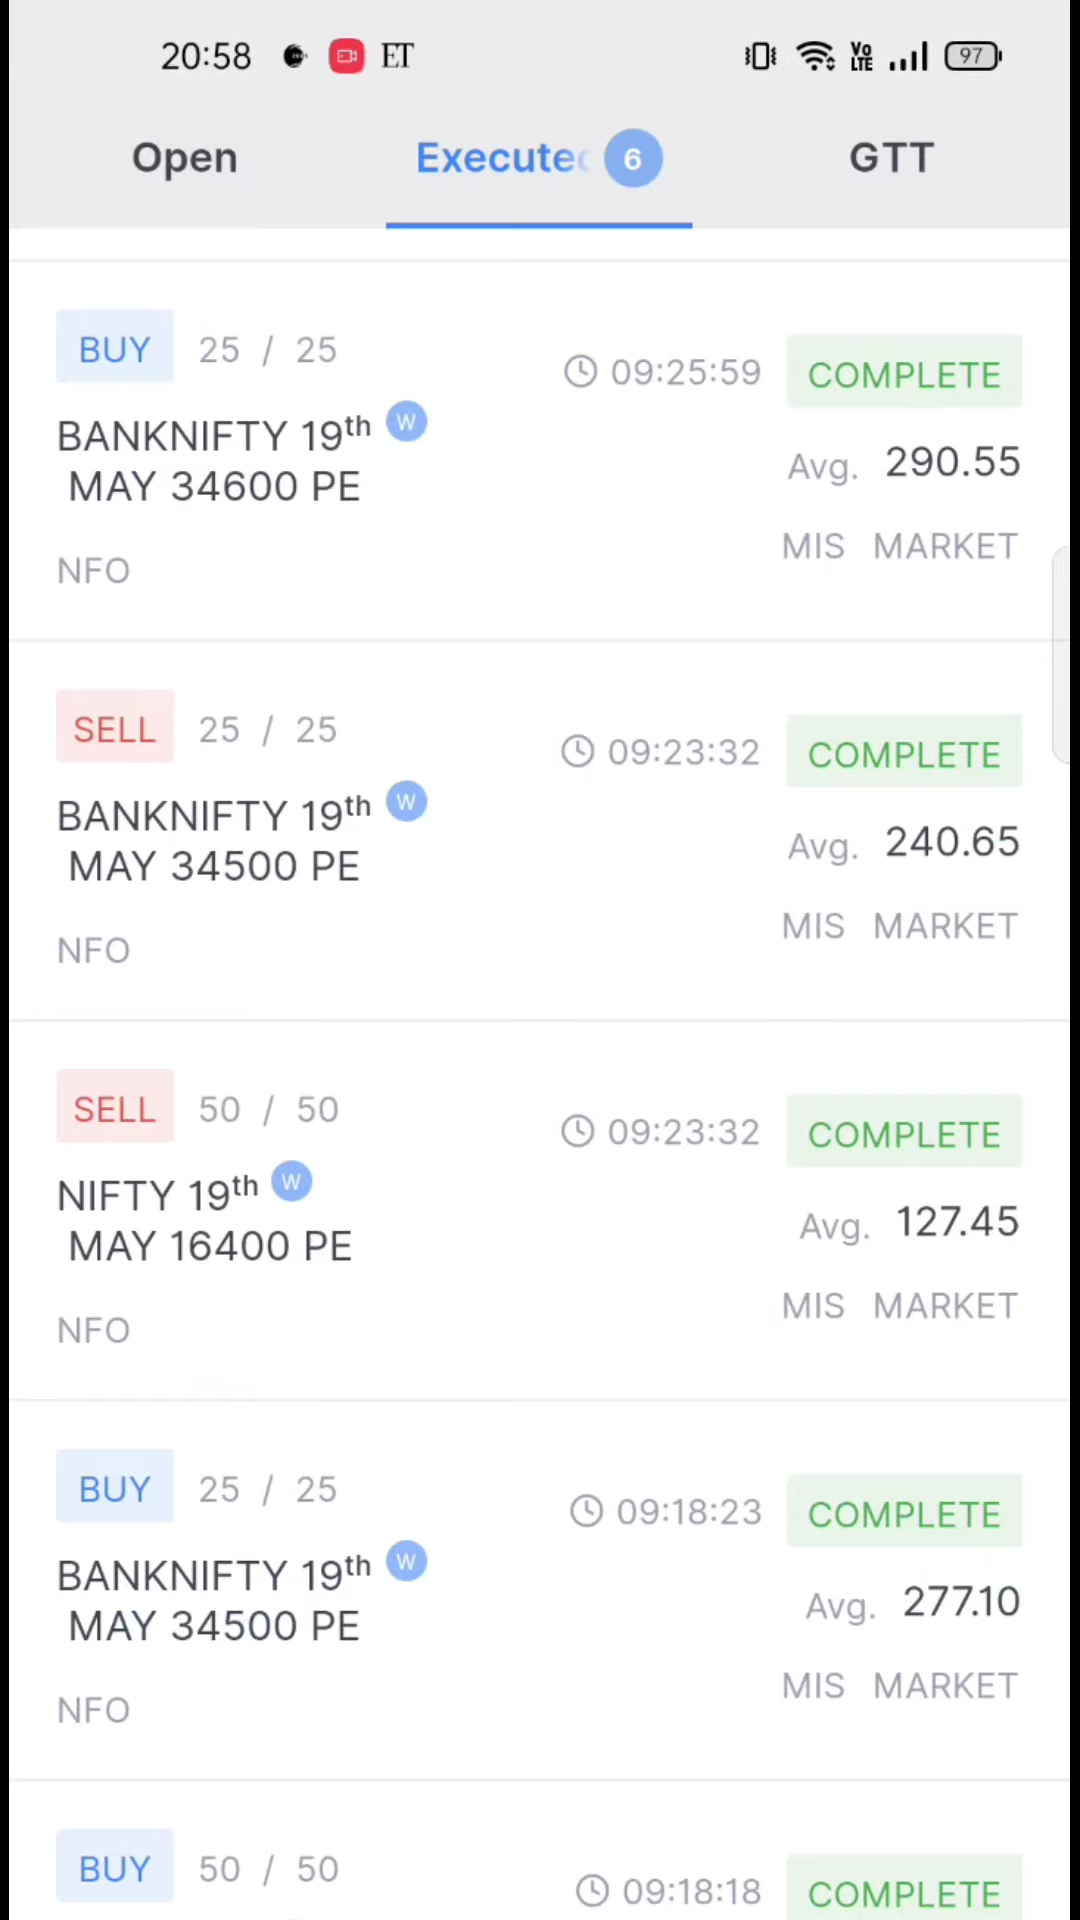 20:58 ET Vo LTE 97
Open Execute 6 GTT
BUY 25 / 25 09:25:59 COMPLETE
BANKNIFTY 19th W
MAY 34600 PE
Avg. 290.55
NFO
MIS MARKET
SELL 25 / 25 09:23:32 COMPLETE
BANKNIFTY 19th W
MAY 34500 PE
Avg. 240.65
NFO
MIS MARKET
SELL 50 / 50 09:23:32 COMPLETE
NIFTY 19th W
MAY 16400 PE
Avg. 127.45
NFO
MIS MARKET
BUY 25 / 25 09:18:23 COMPLETE
BANKNIFTY 19th W
MAY 34500 PE
Avg. 277.10
NFO
MIS MARKET
BUY 50 / 50 09:18:18 COMPLETE